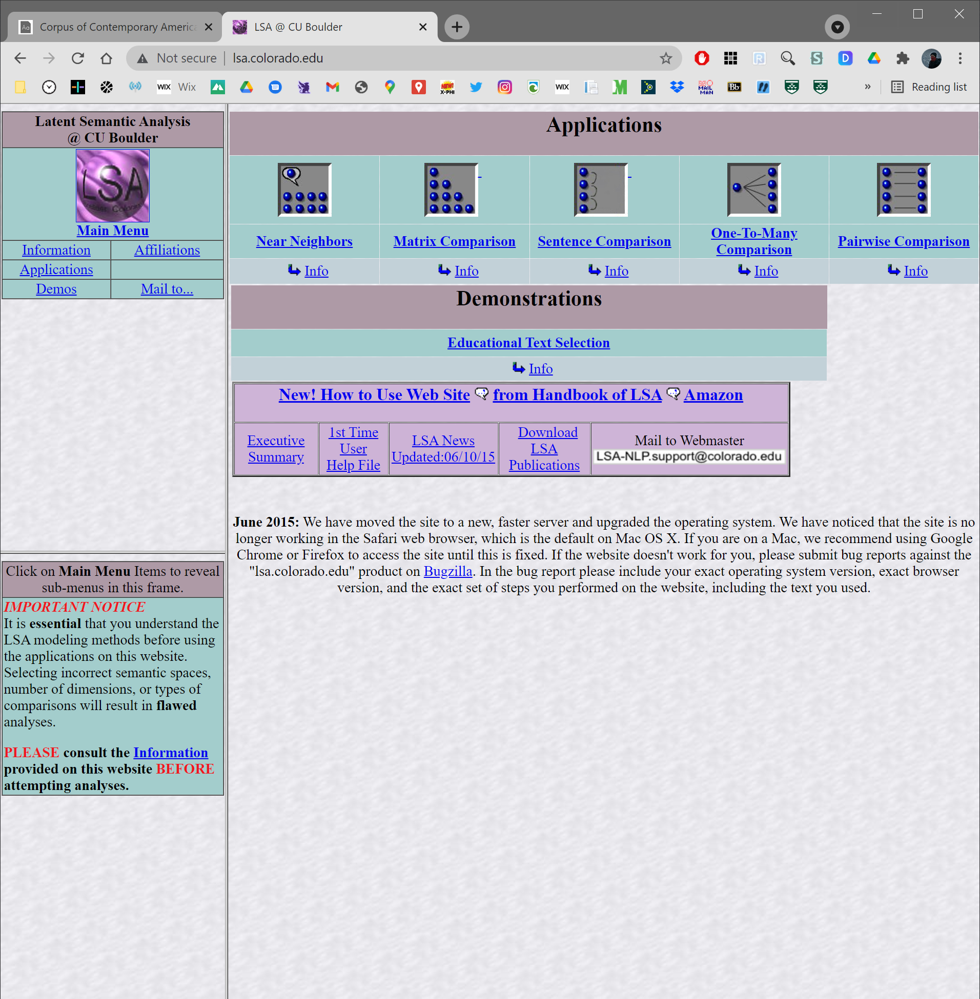 Corpus of Contemporary America
LSA @ CU Boulder
Not secure lsa.colorado.edu
Wix
Reading list
Latent Semantic Analysis
@ CU Boulder
LSA
Main Menu
Information Affiliations
Applications
Demos Mail to...
Applications
Near Neighbors Matrix Comparison Sentence Comparison One-To-Many Comparison Pairwise Comparison
Info Info Info Info Info
Demonstrations
Educational Text Selection
Info
New! How to Use Web Site from Handbook of LSA Amazon
Executive
Summary
1st Time
User
Help File
LSA News
Updated:06/10/15
Download
LSA
Publications
Mail to Webmaster
LSA-NLP.support@colorado.edu
June 2015: We have moved the site to a new, faster server and upgraded the operating system. We have noticed that the site is no
longer working in the Safari web browser, which is the default on Mac OS X. If you are on a Mac, we recommend using Google
Chrome or Firefox to access the site until this is fixed. If the website doesn't work for you, please submit bug reports against the
"lsa.colorado.edu" product on Bugzilla. In the bug report please include your exact operating system version, exact browser
version, and the exact set of steps you performed on the website, including the text you used.
Click on Main Menu Items to reveal
sub-menus in this frame.
IMPORTANT NOTICE
It is essential that you understand the
LSA modeling methods before using
the applications on this website.
Selecting incorrect semantic spaces,
number of dimensions, or types of
comparisons will result in flawed
analyses.
PLEASE consult the Information
provided on this website BEFORE
attempting analyses.